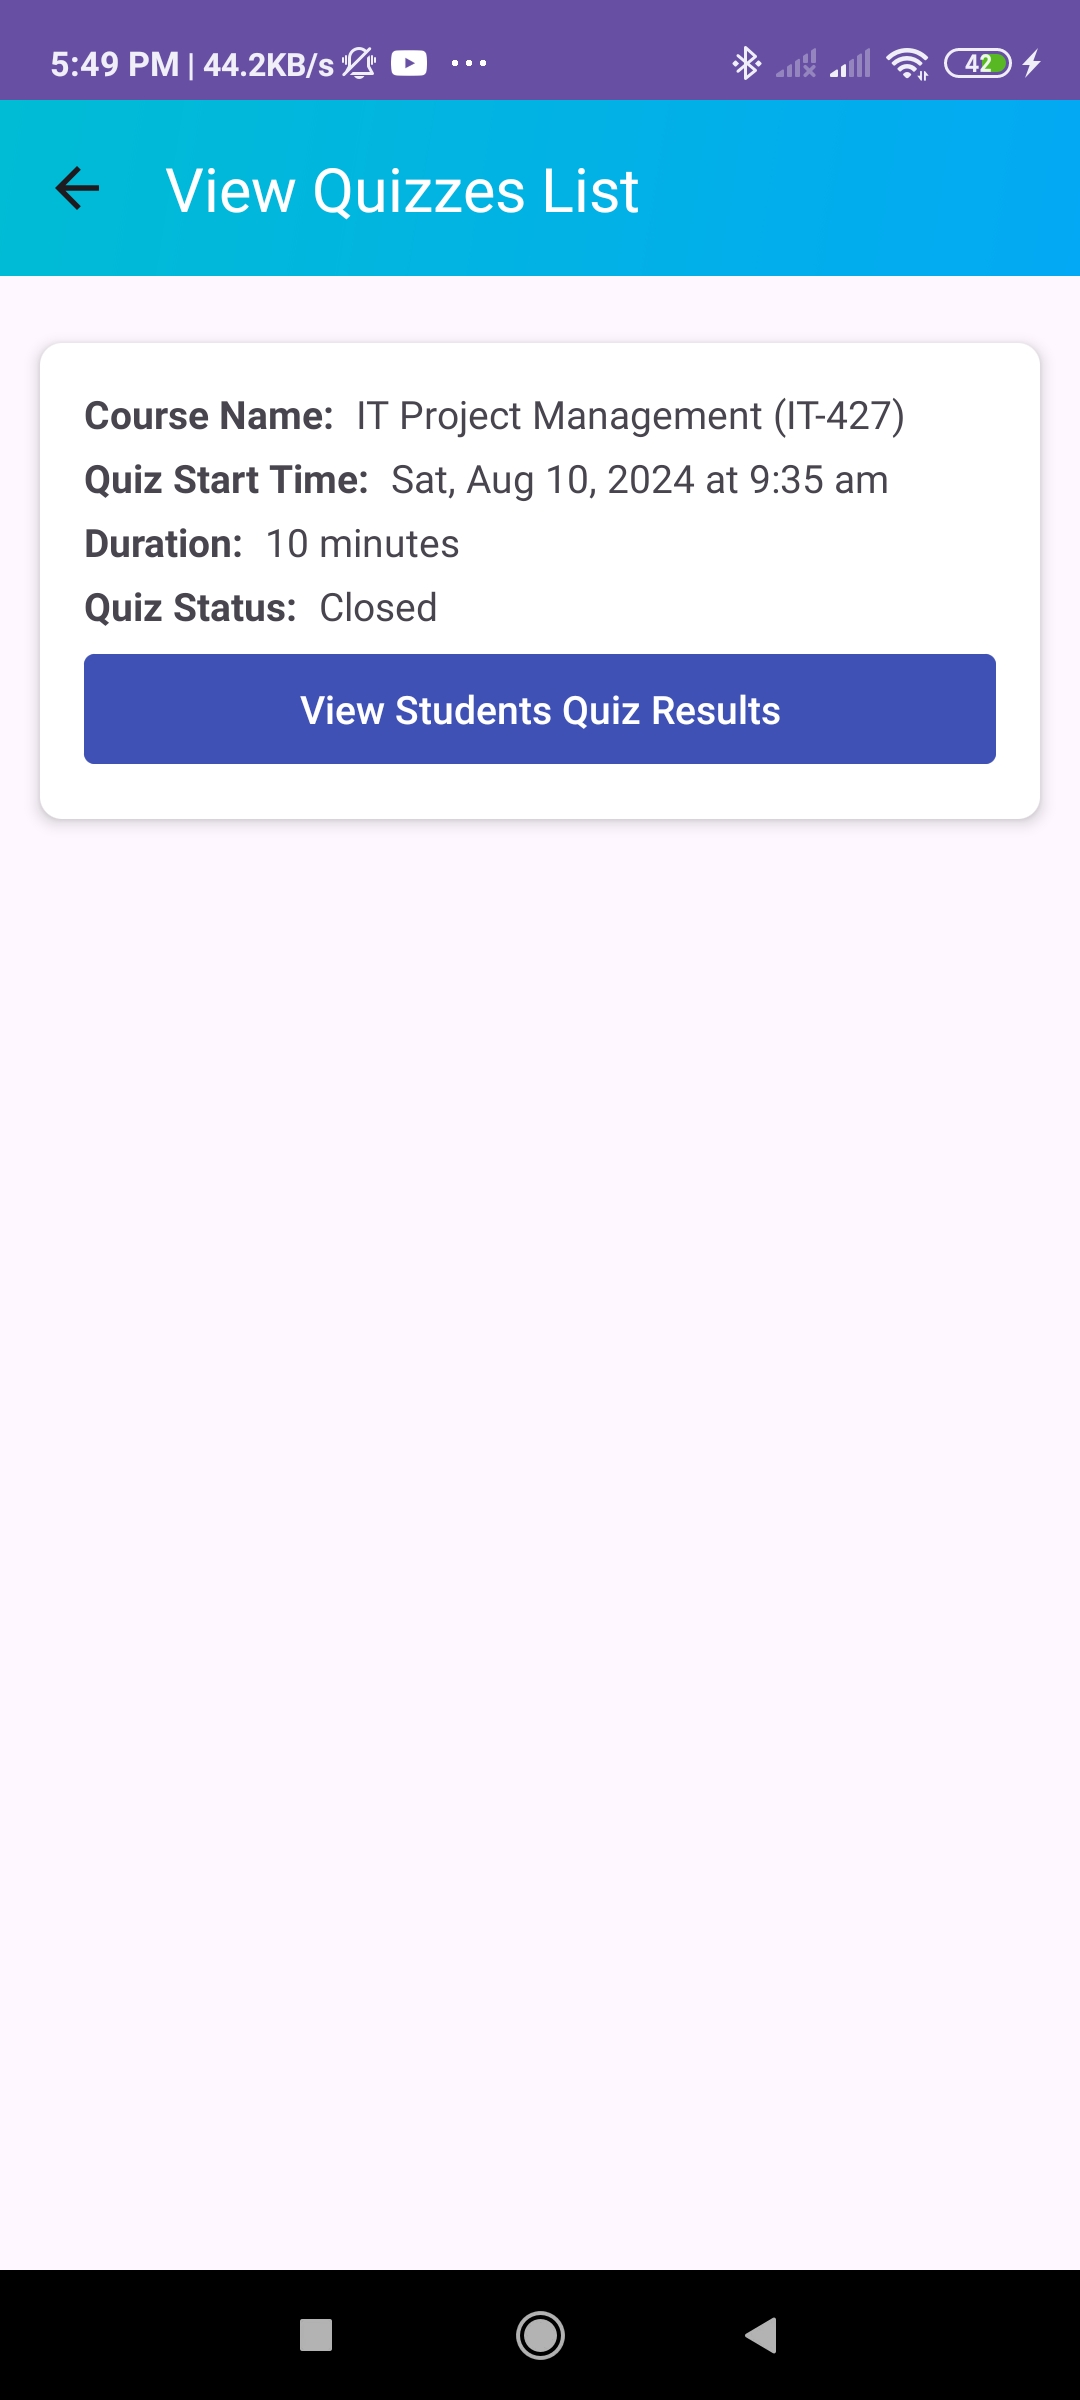 5:49 PM | 44.2KB/s 42
View Quizzes List
Course Name: IT Project Management (IT-427)
Quiz Start Time: Sat, Aug 10, 2024 at 9:35 am
Duration: 10 minutes
Quiz Status: Closed
View Students Quiz Results